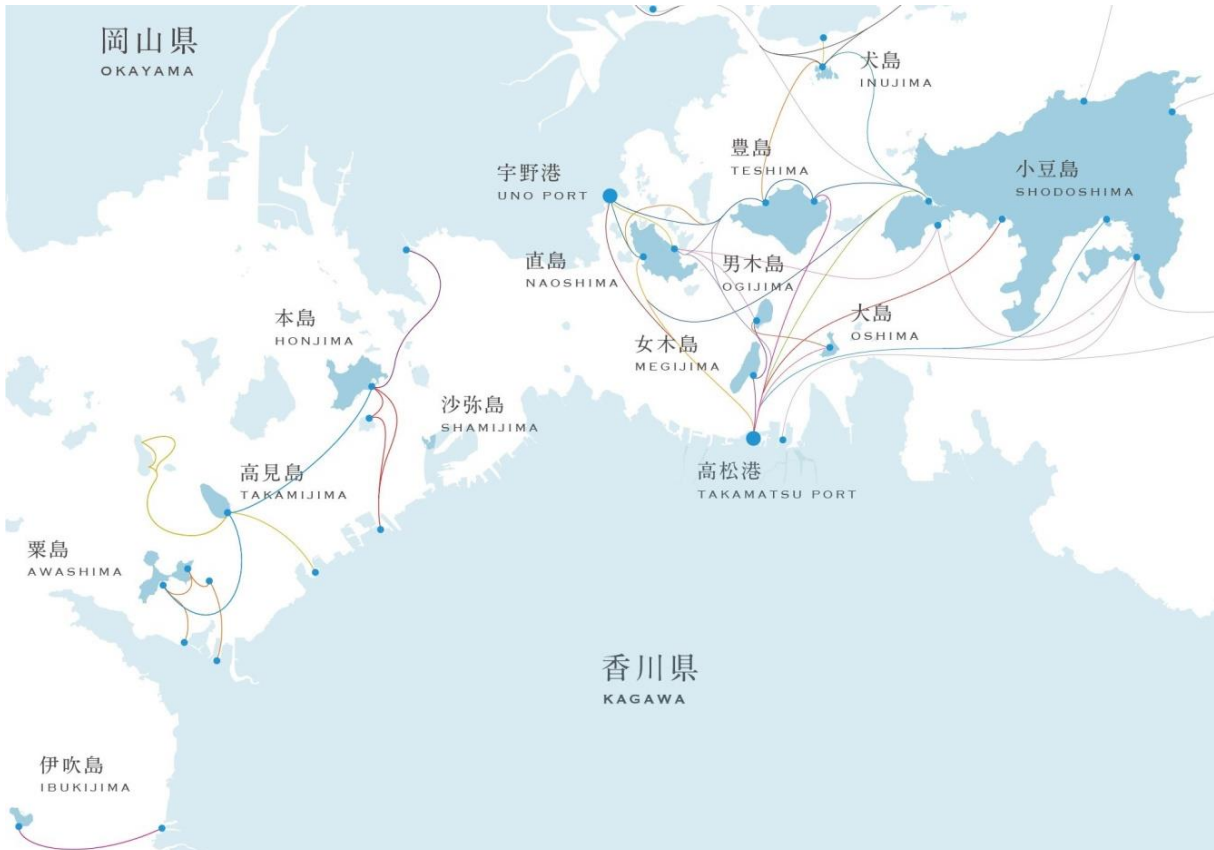 岡山県
OKAYAMA
犬島
INUJIMA
豊島
TESHIMA
宇野港
UNO PORT
小豆島
SHODOSHIMA
直島
NAOSHIMA
男木島
OGIJIMA
本島
HONJIMA
大島
OSHIMA
女木島
MEGIJIMA
沙弥島
SHAMIJIMA
高見島
TAKAMIJIMA
高松港
TAKAMATSU PORT
粟島
AWASHIMA
香川県
KAGAWA
伊吹島
IBUKIJIMA